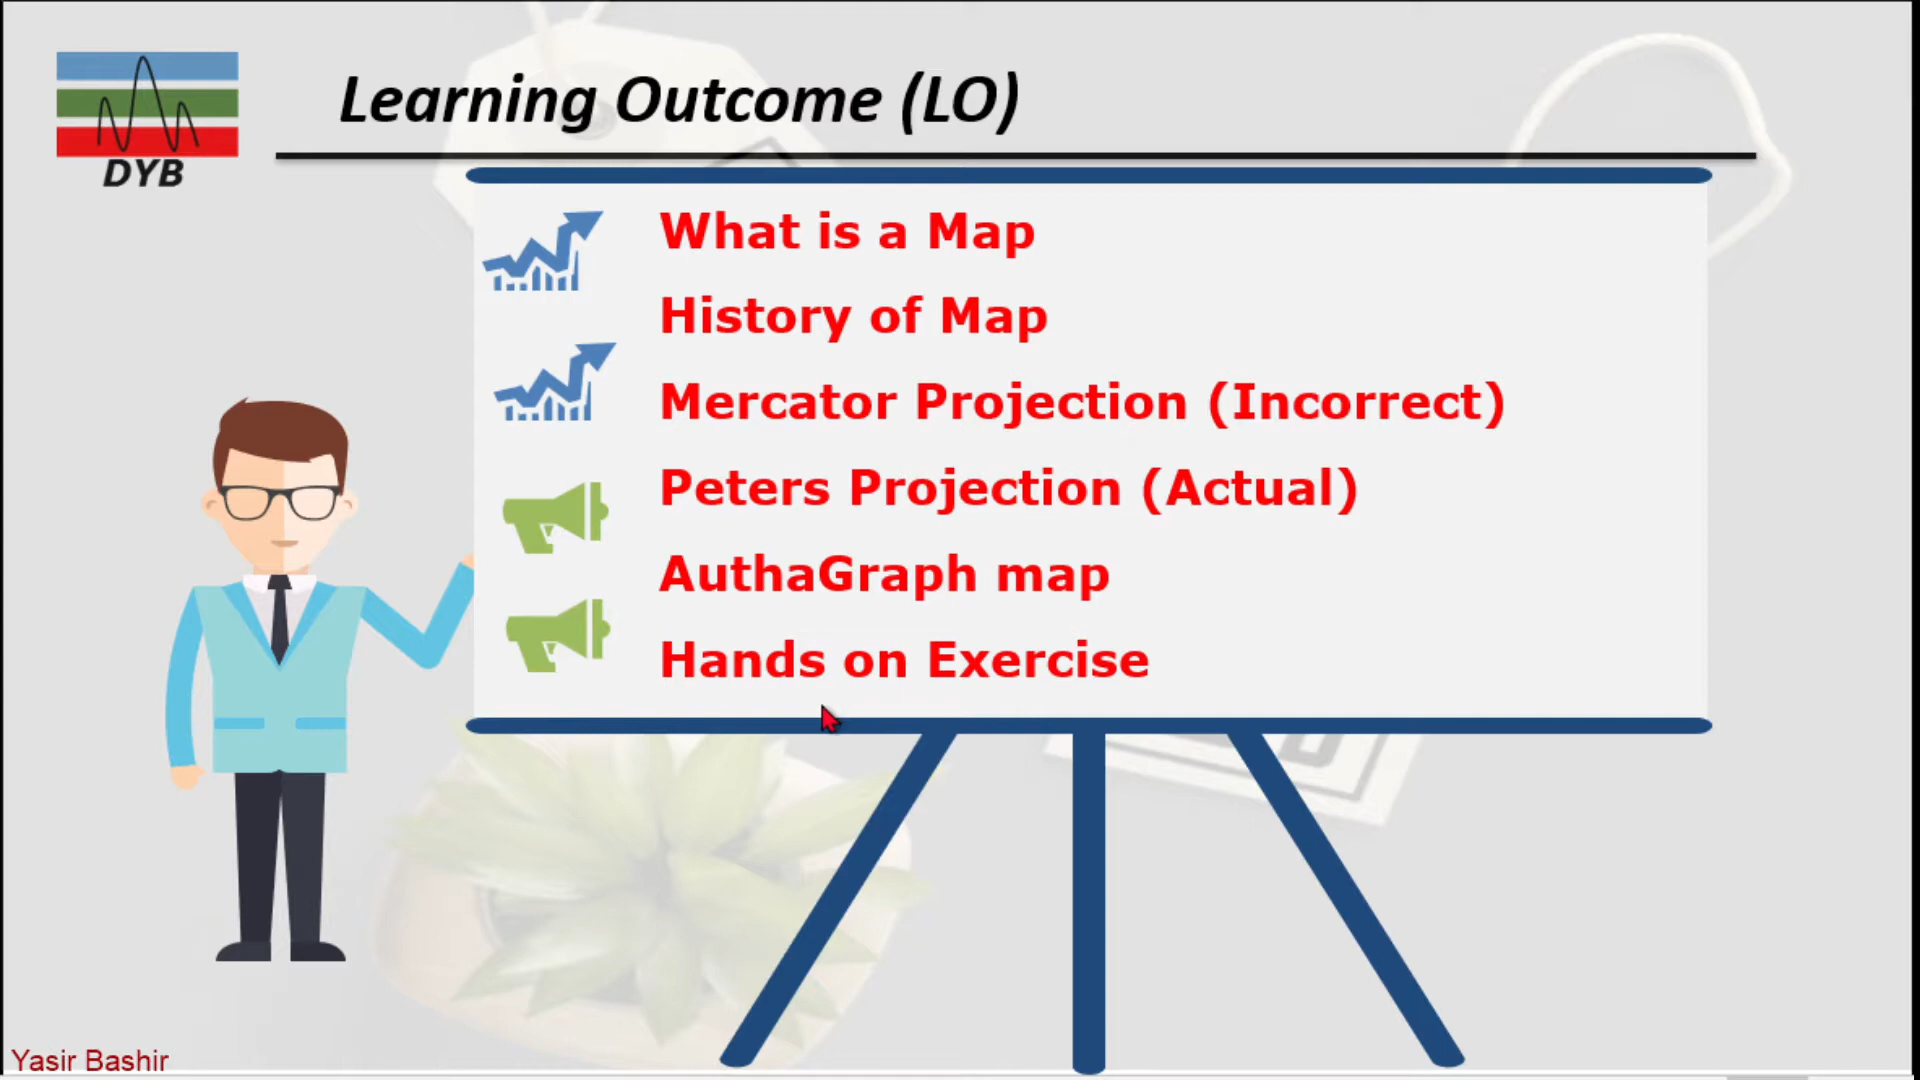 Learning Outcome (LO)
DYB
What is a Map
History of Map
Mercator Projection (Incorrect)
Peters Projection (Actual)
AuthaGraph map
Hands on Exercise
Yasir Bashir